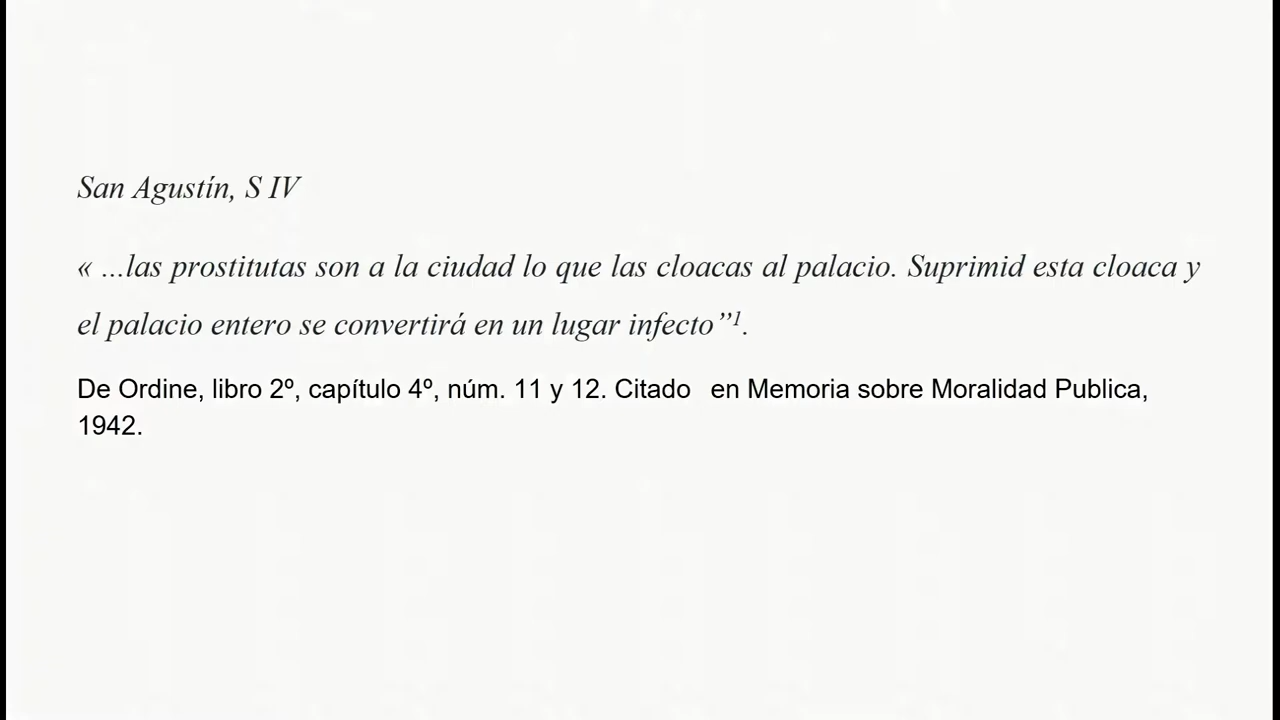 San Agustín, S IV
« ...las prostitutas son a la ciudad lo que las cloacas al palacio. Suprimid esta cloaca y
el palacio entero se convertirá en un lugar infecto”¹.
De Ordine, libro 2º, capítulo 4º, núm. 11 y 12. Citado en Memoria sobre Moralidad Publica,
1942.